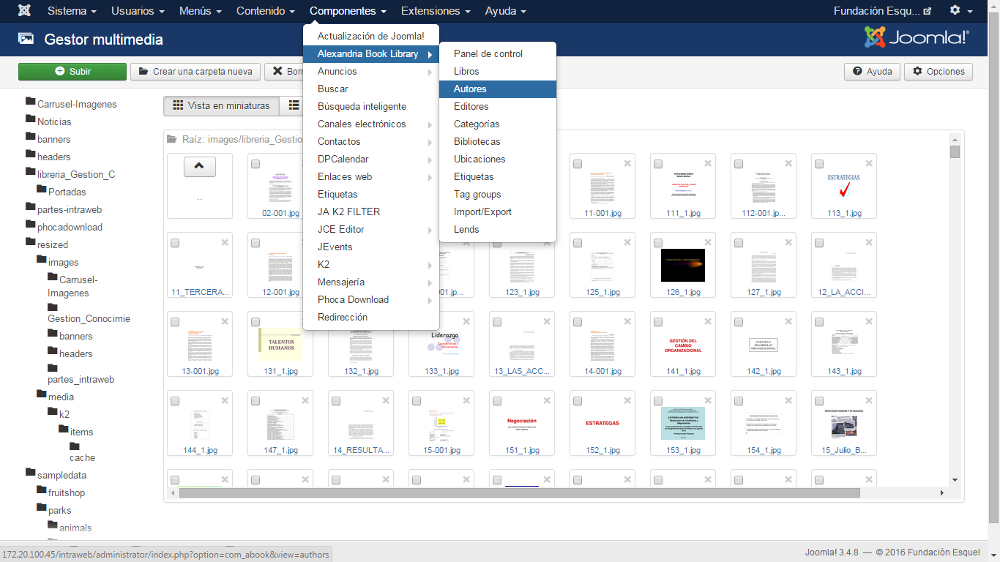 Sistema
Usuarios
Menús
Contenido
Componentes
Extensiones
Ayuda
Fundación Esqu...
Gestor multimedia
Joomla!®
Subir
Crear una carpeta nueva
Borr
Ayuda
Opciones
Actualización de Joomla!
Alexandria Book Library
Anuncios
Buscar
Búsqueda inteligente
Canales electrónicos
Contactos
DPCalendar
Enlaces web
Etiquetas
JA K2 FILTER
JCE Editor
JEvents
K2
Mensajería
Phoca Download
Redirección
Panel de control
Libros
Autores
Editores
Categorías
Bibliotecas
Ubicaciones
Etiquetas
Tag groups
Import/Export
Lends
Carrusel-Imagenes
Noticias
banners
headers
libreria_Gestion_C
Portadas
partes-intraweb
phocadownload
resized
images
Carrusel-
Imagenes
Gestion_Conocimie
banners
headers
partes_intraweb
media
k2
items
cache
sampledata
fruitshop
parks
animals
Vista en miniaturas
Raíz: images/libreria_Gestio
02-001.jpg
11-001.jpg
111_1.jpg
112-001.jp...
ESTRATEGIAS
113_1.jpg
11_TERCERA...
12-001.jpg
001.jp...
123_1.jpg
125_1.jpg
126_1.jpg
127_1.jpg
12_LA_ACCI...
13-001.jpg
TALENTOS
HUMANOS
131_1.jpg
132_1.jpg
Liderazgo
133_1.jpg
13_LAS_ACC...
14-001.jpg
GESTIÓN DEL
CAMBIO
ORGANIZACIONAL
141_1.jpg
CULTURA Y
DESARROLLO
ORGANIZACIONAL
142_1.jpg
143_1.jpg
144_1.jpg
147_1.jpg
14_RESULTA...
15-001.jpg
Negociación
151_1.jpg
ESTRATEGAS
152_1.jpg
153_1.jpg
154_1.jpg
15_Julio_B...
172.20.100.45/intraweb/administrator/index.php?option=com_abook&view=authors
Joomla! 3.4.8 — © 2016 Fundación Esquel